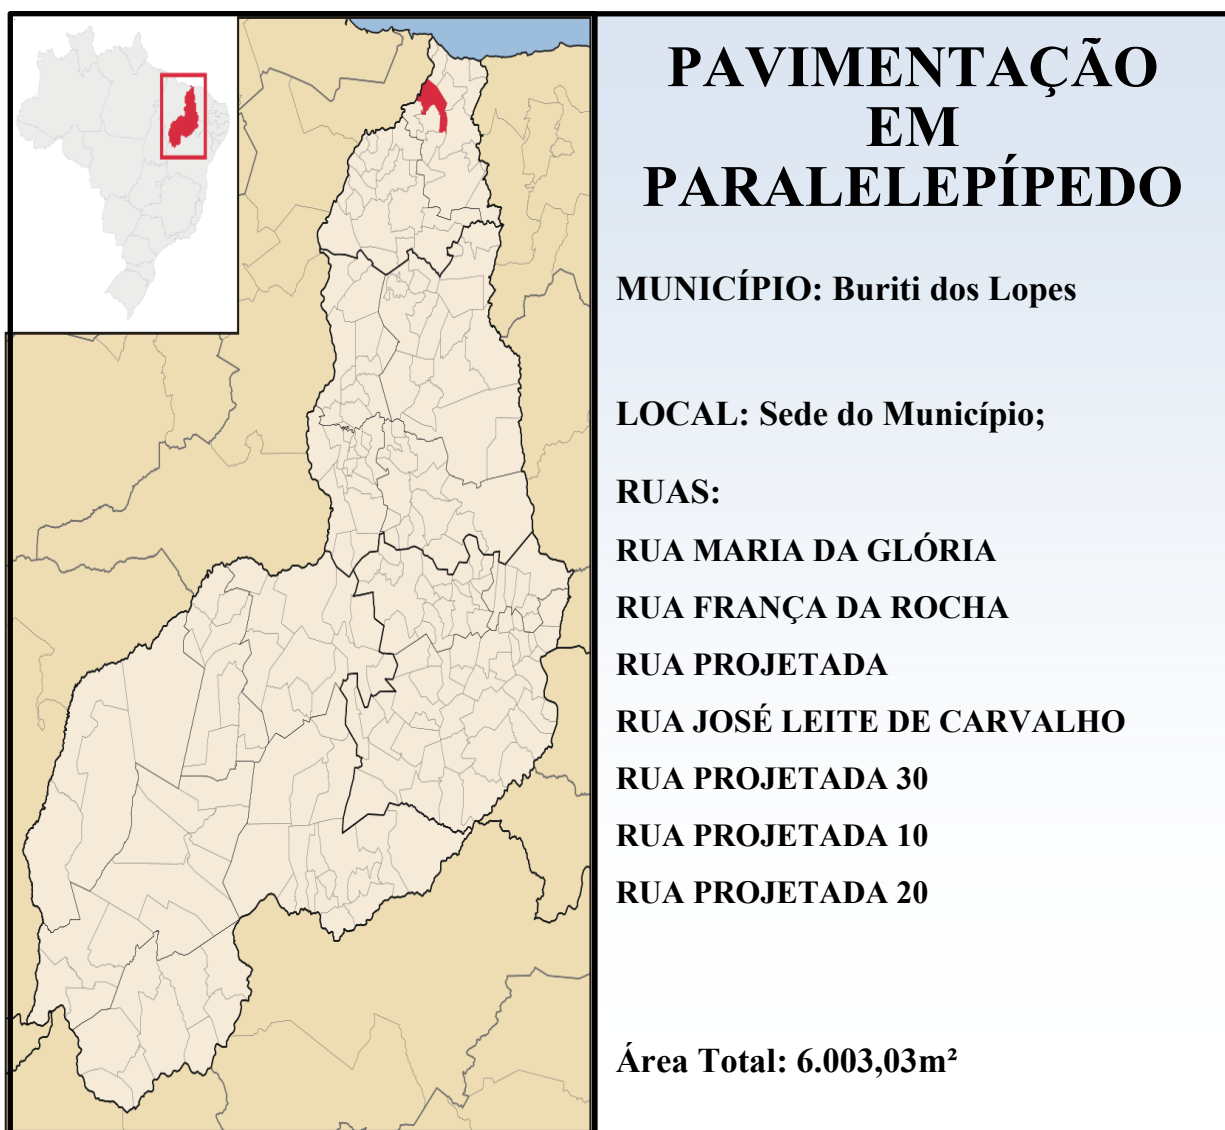 PAVIMENTAÇÃO
EM
PARALELEPÍPEDO
MUNICÍPIO: Buriti dos Lopes
LOCAL: Sede do Município;
RUAS:
RUA MARIA DA GLÓRIA
RUA FRANÇA DA ROCHA
RUA PROJETADA
RUA JOSÉ LEITE DE CARVALHO
RUA PROJETADA 30
RUA PROJETADA 10
RUA PROJETADA 20
Área Total: 6.003,03m²